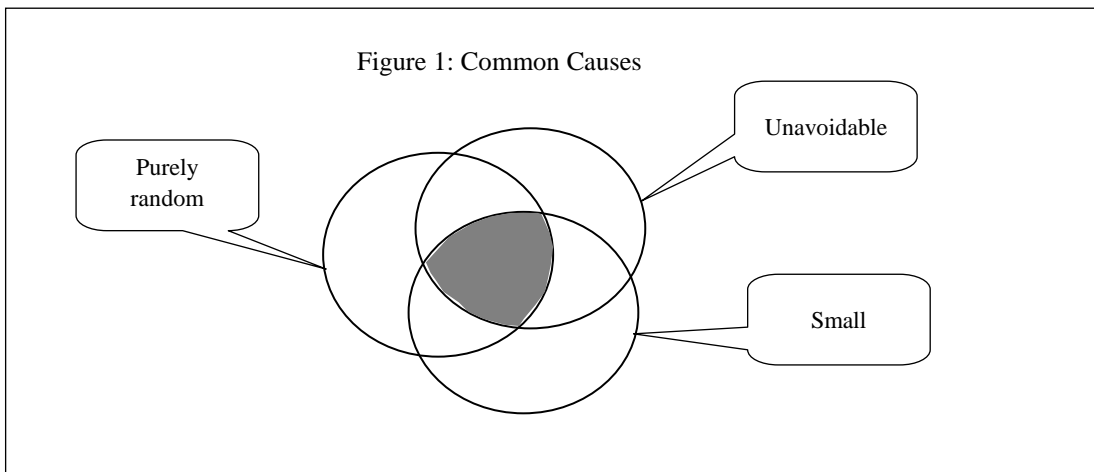 Figure 1: Common Causes
Unavoidable
Purely
random
Small